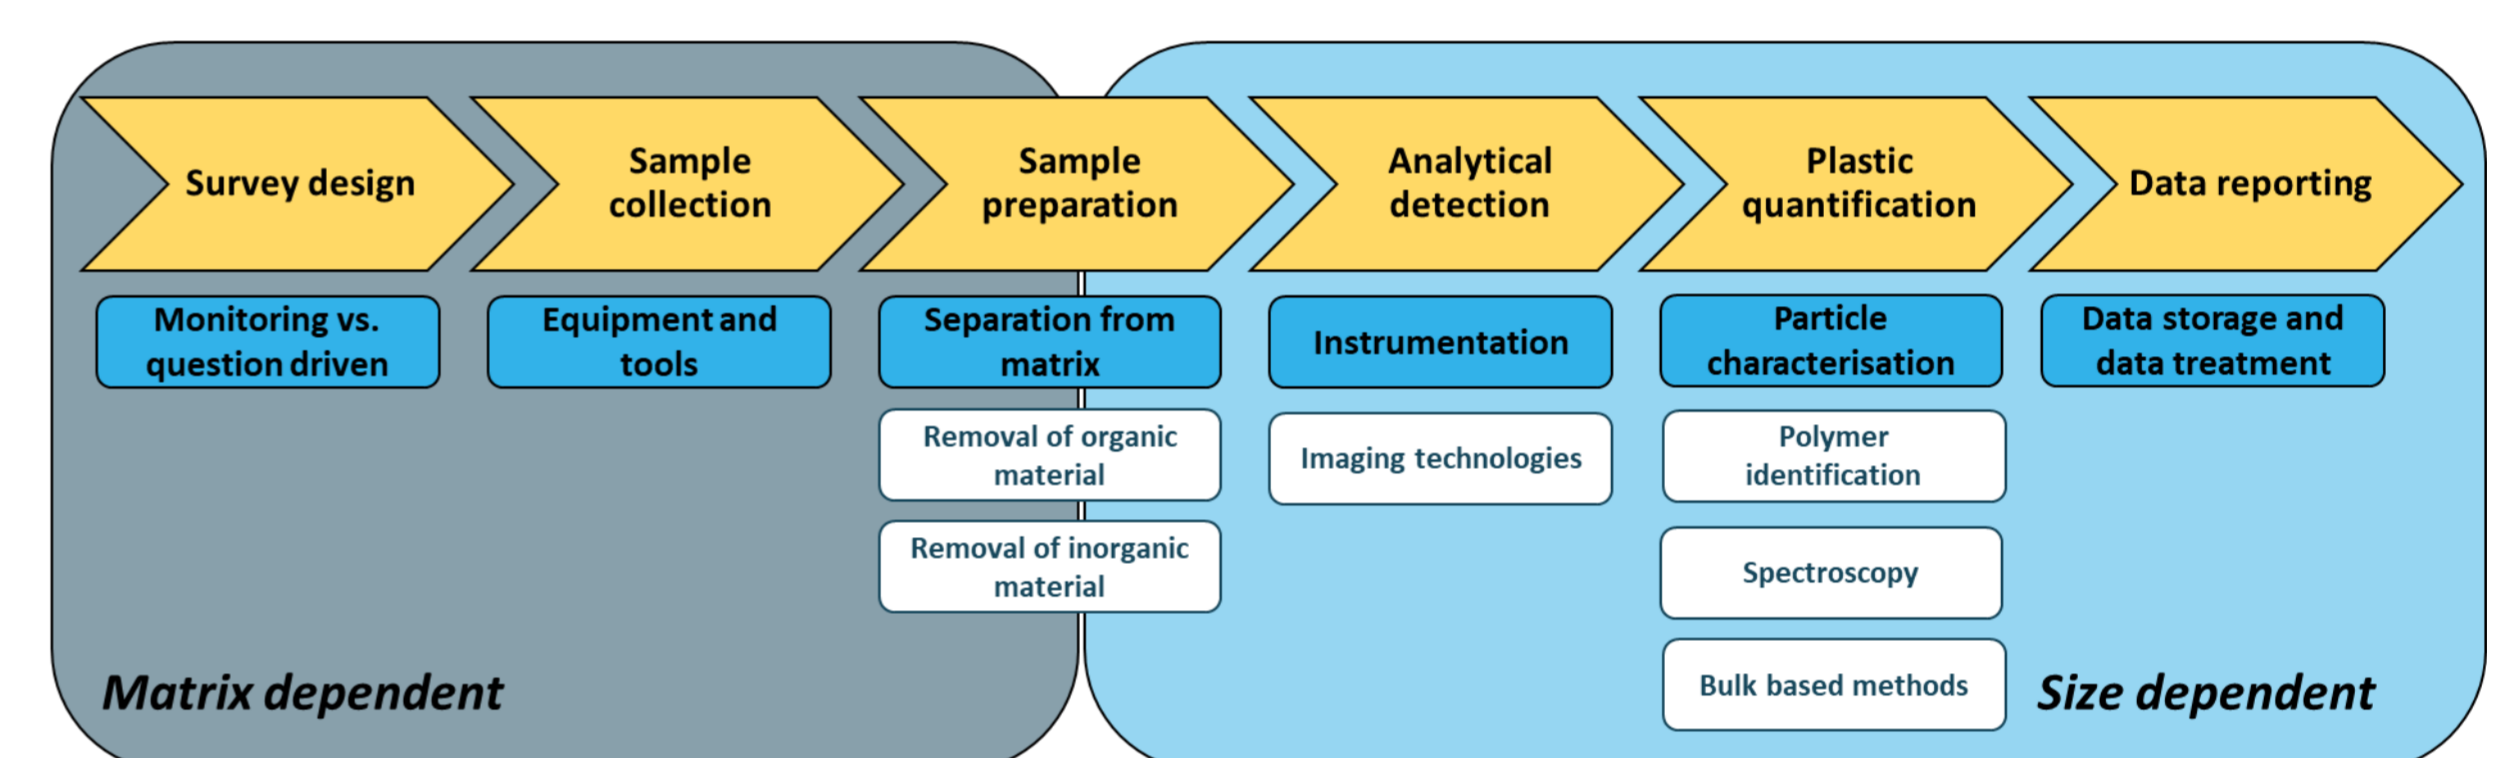 Survey design
Sample
collection
Sample
preparation
Analytical
detection
Plastic
quantification
Data reporting
Monitoring vs.
question driven
Equipment and
tools
Separation from
matrix
Instrumentation
Particle
characterisation
Data storage and
data treatment
Removal of organic
material
Imaging technologies
Polymer
identification
Removal of inorganic
material
Spectroscopy
Bulk based methods
Matrix dependent
Size dependent